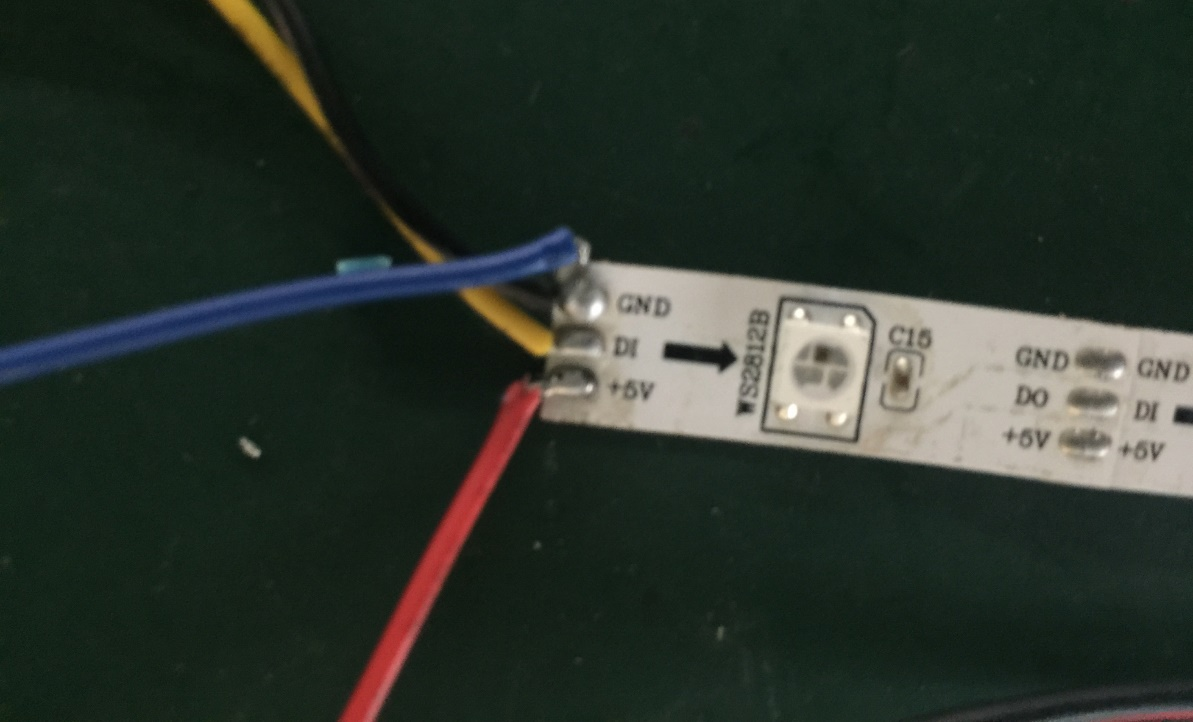 GND
DI
+5V
WS2812B
C15
GND
DO
+5V
GND
DI
+5V